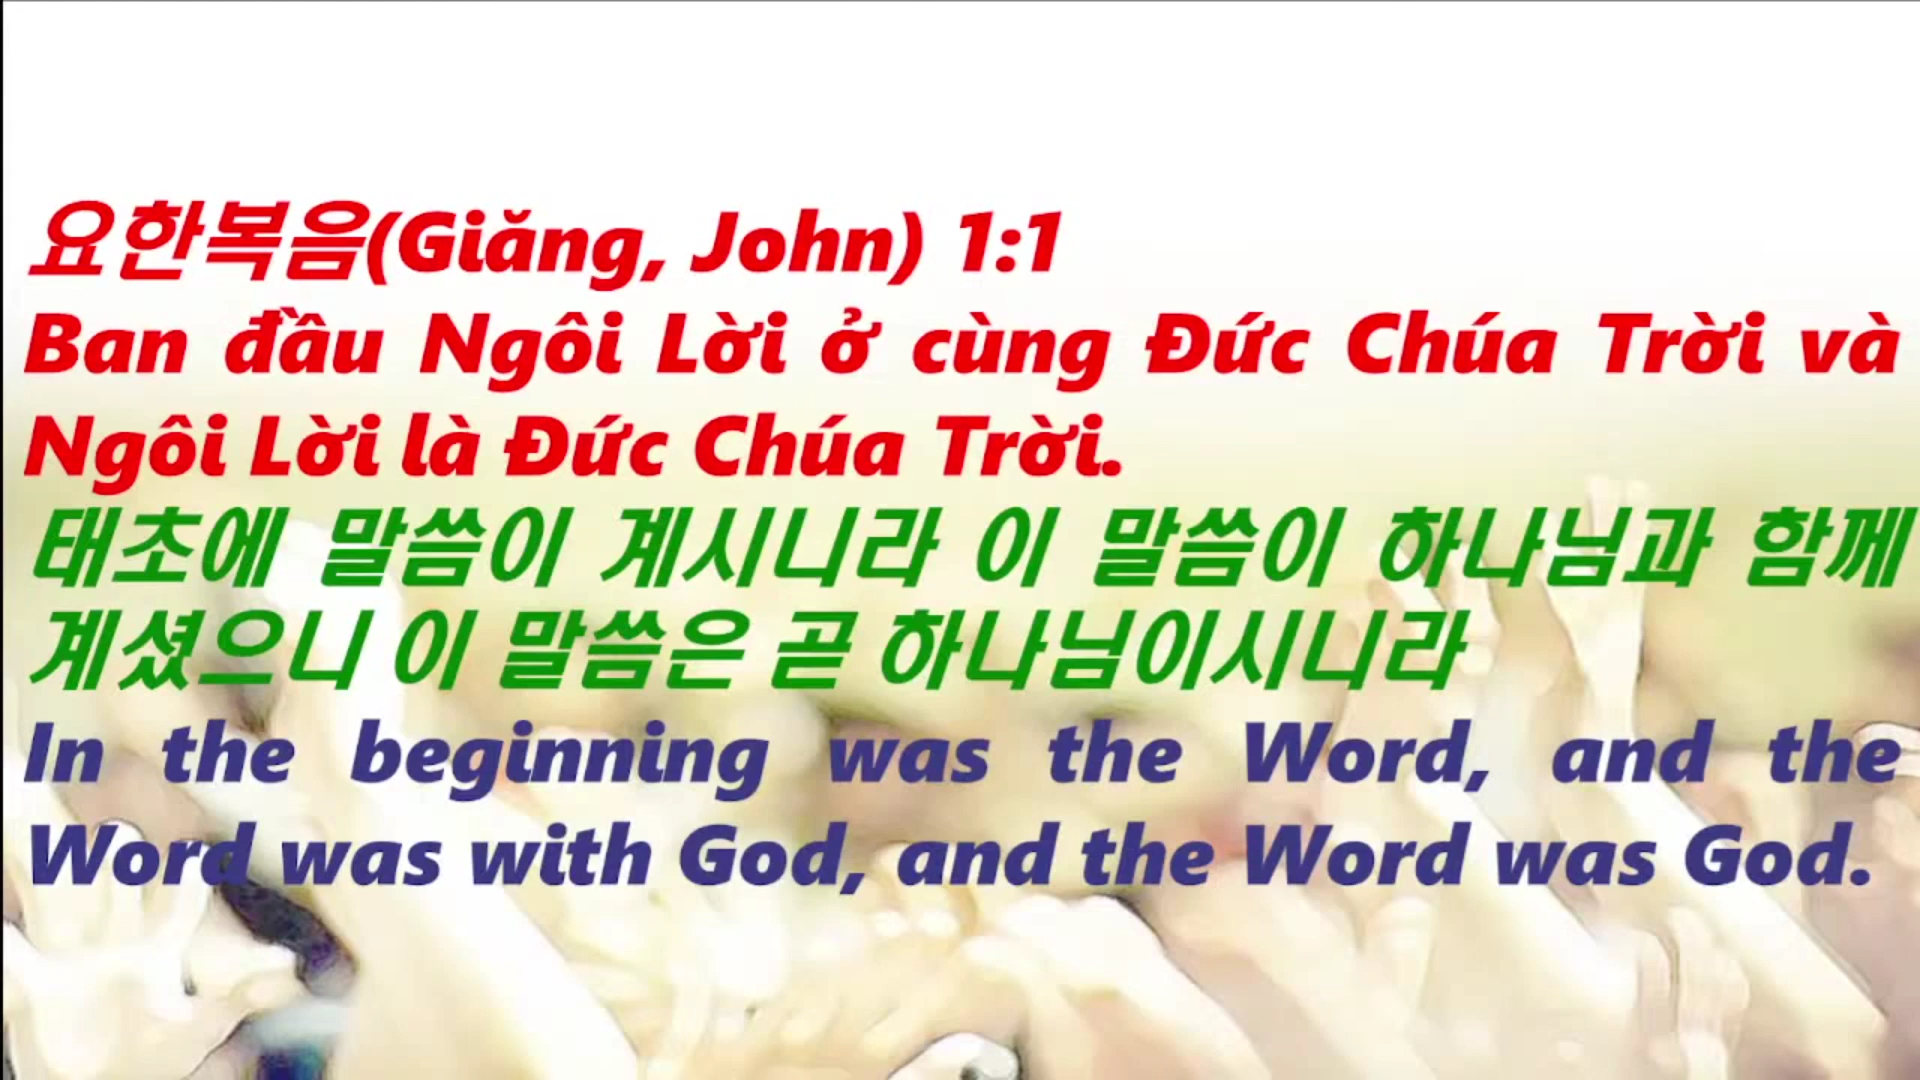 요한복음(Giăng, John) 1:1
Ban đầu Ngôi Lời ở cùng Đức Chúa Trời và
Ngôi Lời là Đức Chúa Trời.
태초에 말씀이 계시니라 이 말씀이 하나님과 함께
계셨으니 이 말씀은 곧 하나님이시니라
In the beginning was the Word, and the
Word was with God, and the Word was God.